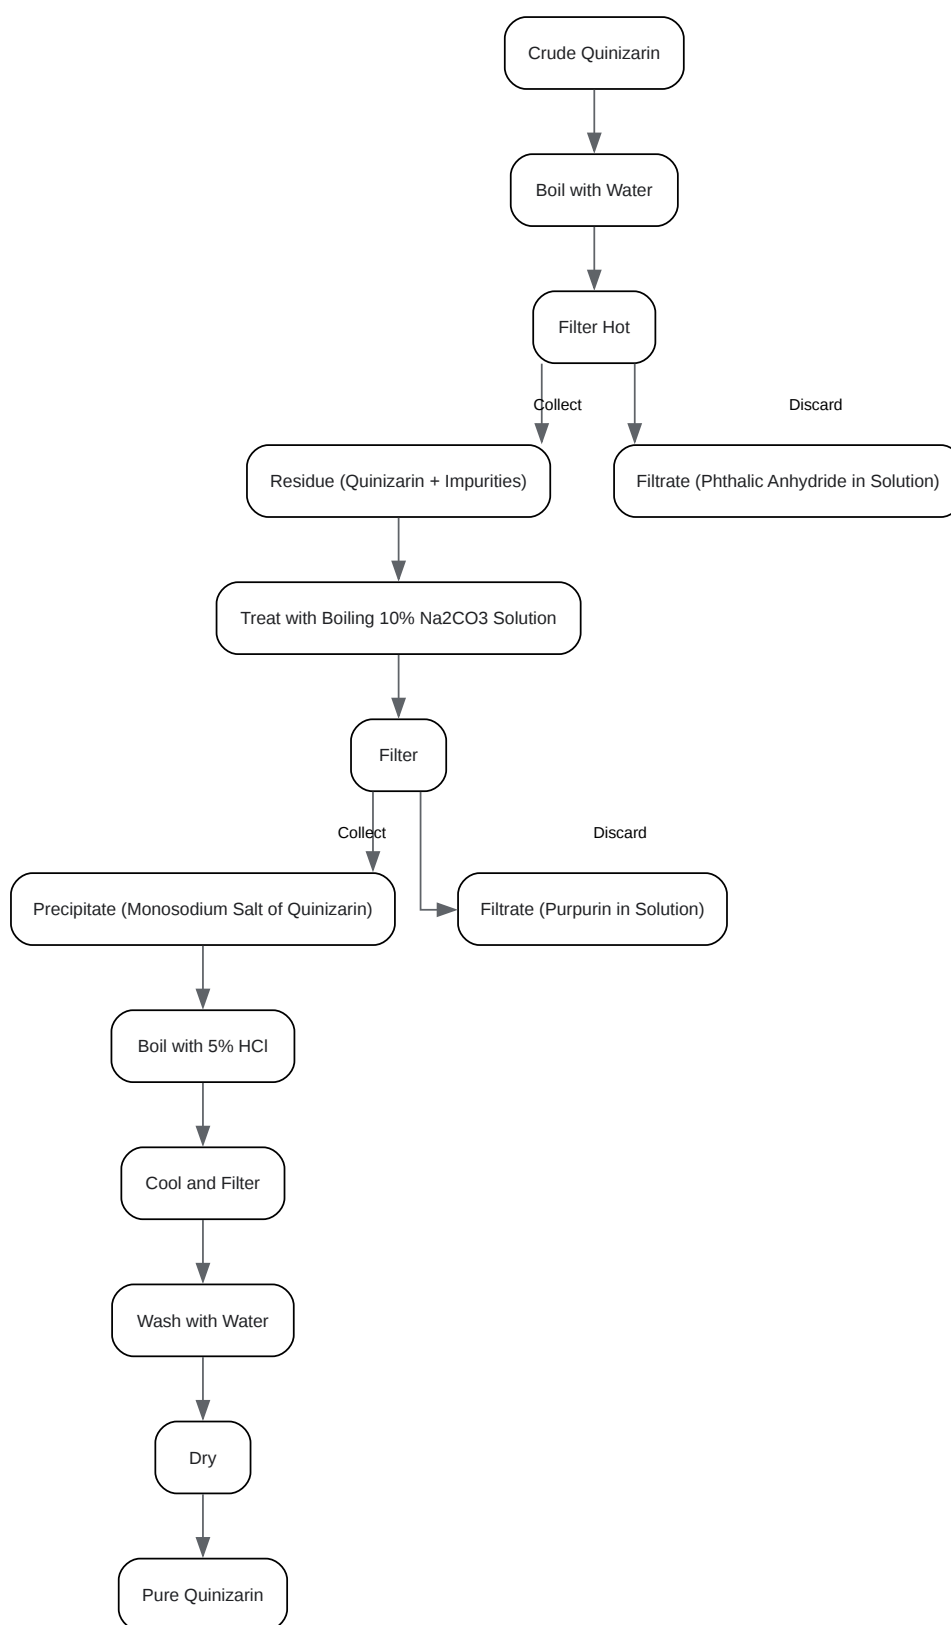 Crude Quinizarin
Boil with Water
Filter Hot
Collect
Discard
Residue (Quinizarin + Impurities)
Filtrate (Phthalic Anhydride in Solution)
Treat with Boiling 10% Na2CO3 Solution
Filter
Collect
Discard
Precipitate (Monosodium Salt of Quinizarin)
Filtrate (Purpurin in Solution)
Boil with 5% HCl
Cool and Filter
Wash with Water
Dry
Pure Quinizarin